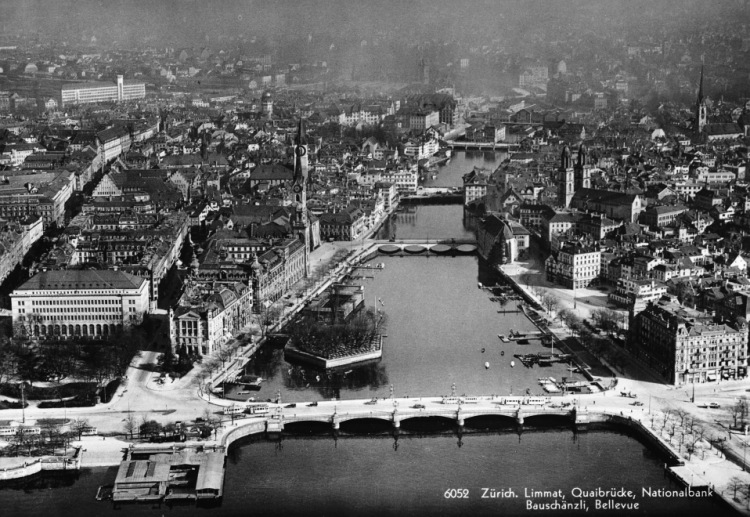 6052 Zürich. Limmat, Quaibrücke, Nationalbank
Bauschänzli, Bellevue